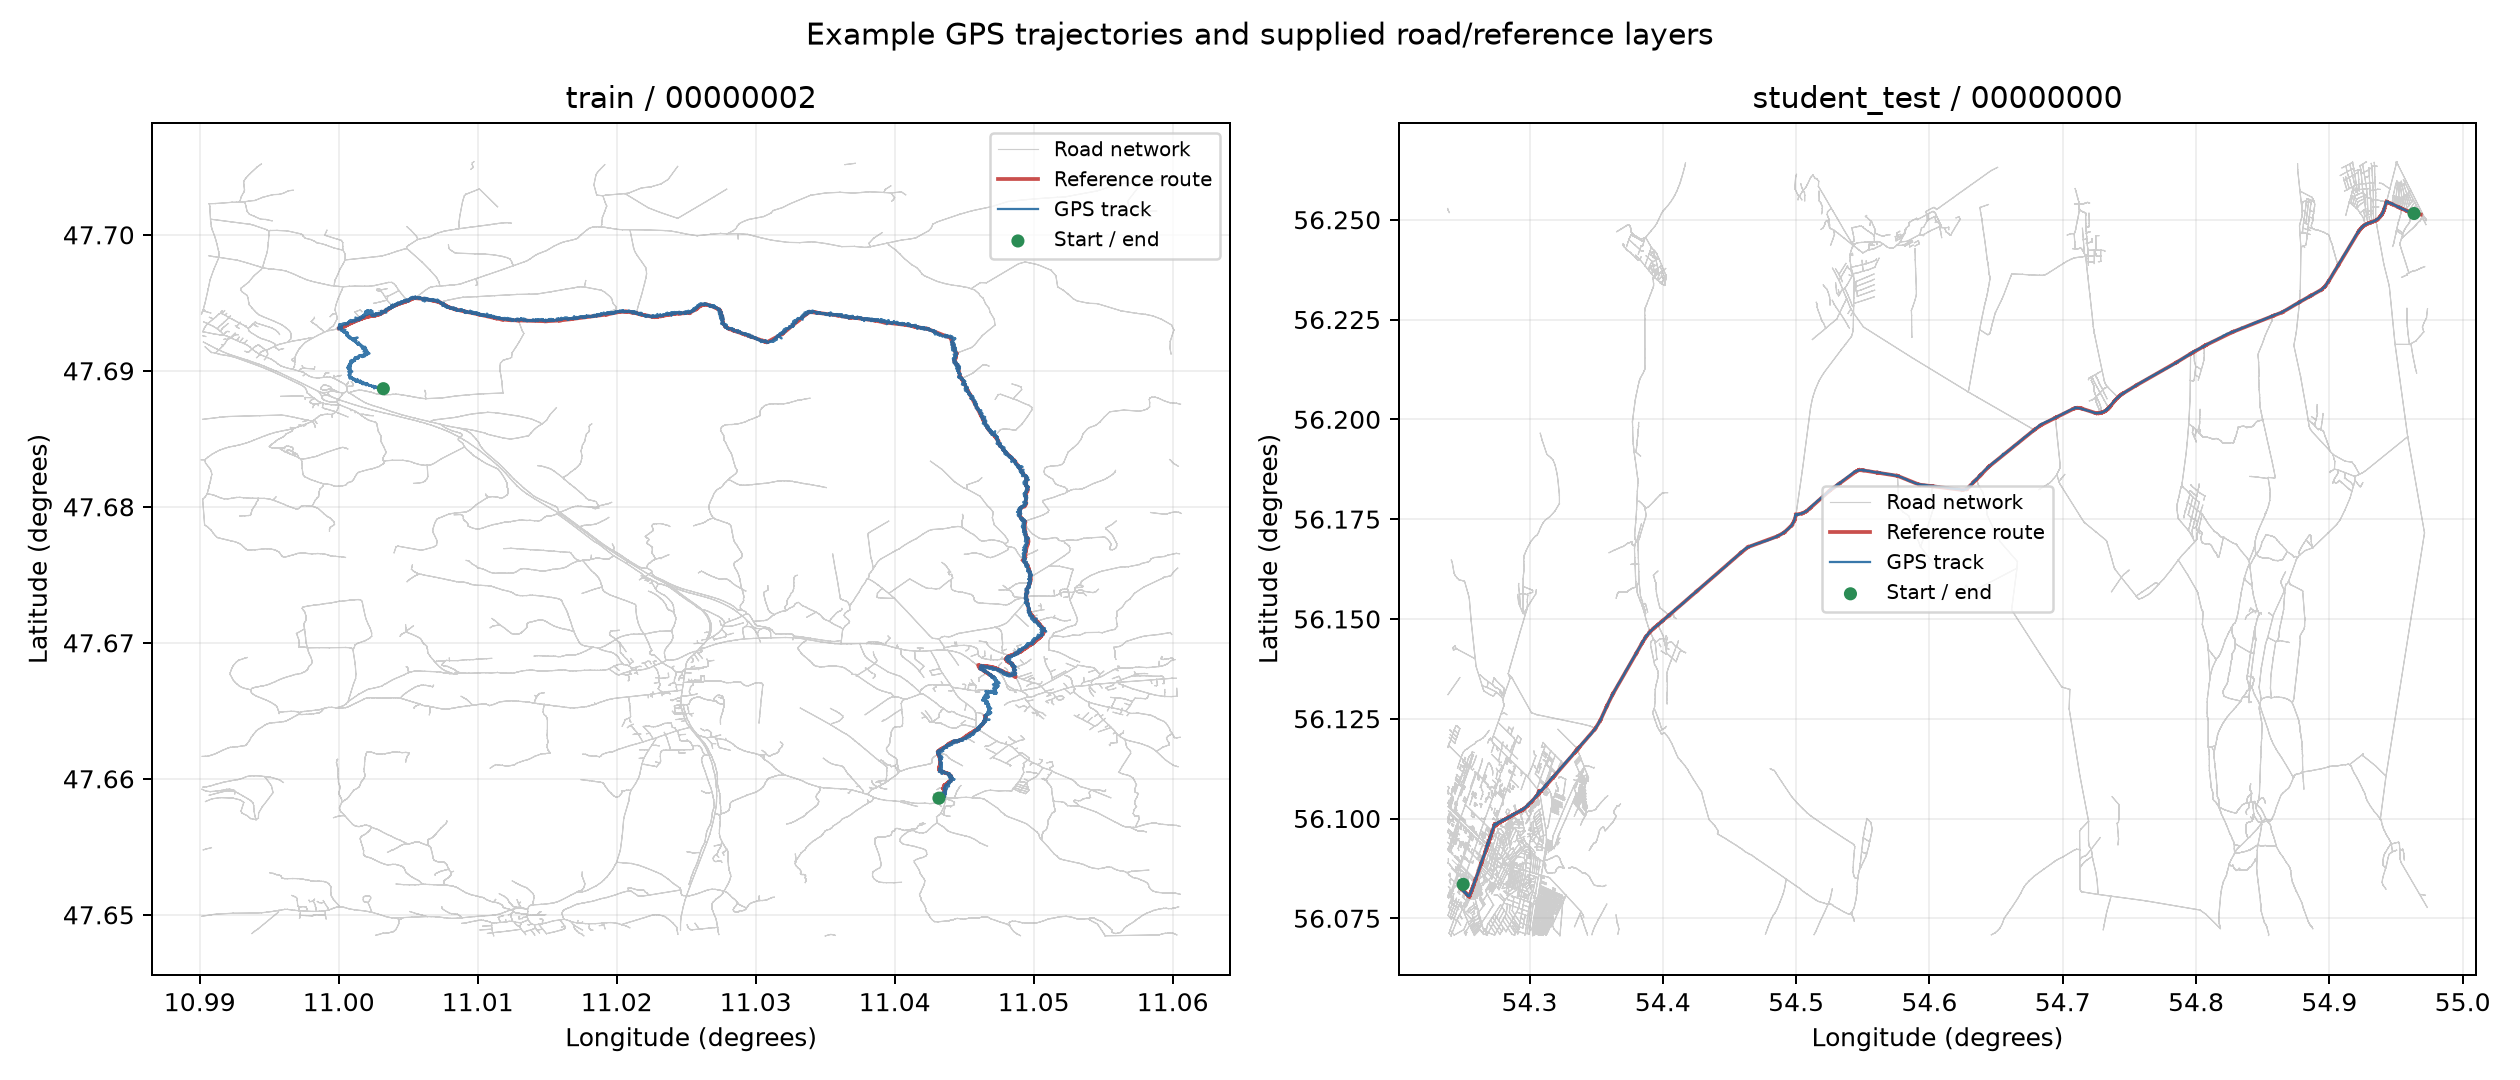 Example GPS trajectories and supplied road/reference layers
train / 00000002
Road network
Reference route
GPS track
Start / end
47.70
47.69
47.68
47.67
47.66
47.65
Latitude (degrees)
10.99 11.00 11.01 11.02 11.03 11.04 11.05 11.06
Longitude (degrees)
student_test / 00000000
56.250
56.225
56.200
56.175
56.150
56.125
56.100
56.075
Latitude (degrees)
Road network
Reference route
GPS track
Start / end
54.3 54.4 54.5 54.6 54.7 54.8 54.9 55.0
Longitude (degrees)